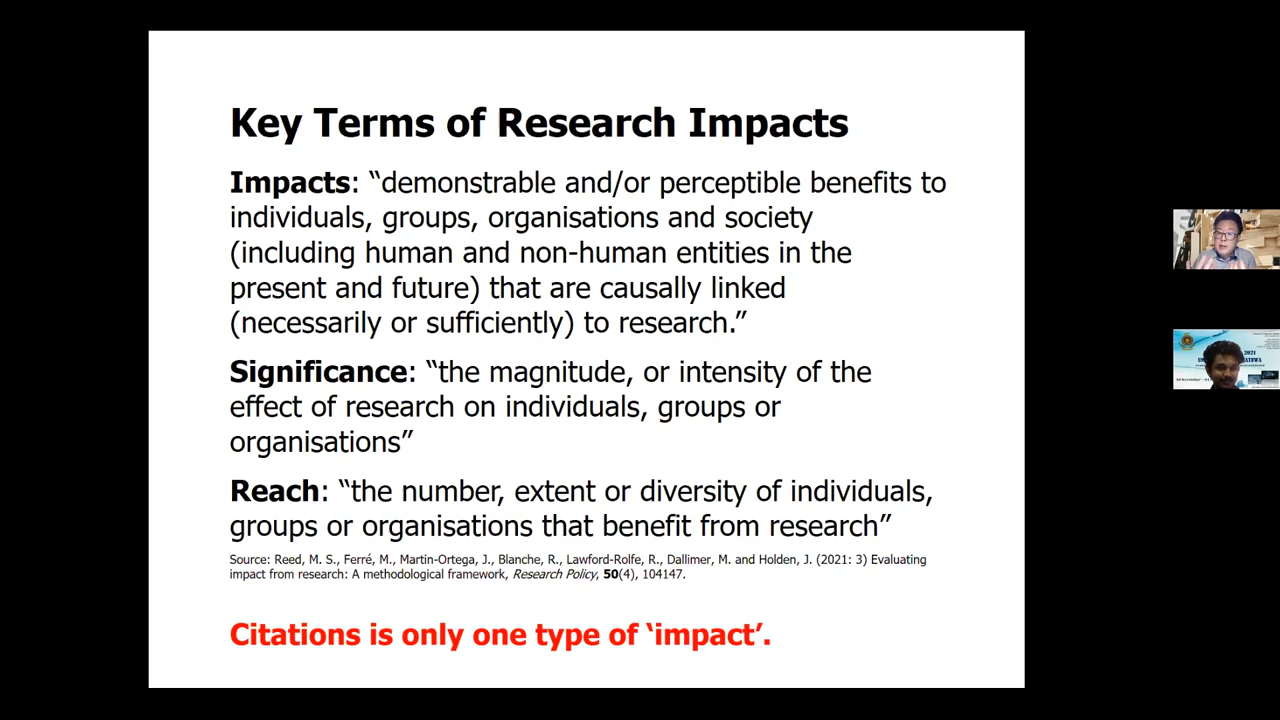 Key Terms of Research Impacts
Impacts: “demonstrable and/or perceptible benefits to
individuals, groups, organisations and society
(including human and non-human entities in the
present and future) that are causally linked
(necessarily or sufficiently) to research.”
Significance: “the magnitude, or intensity of the
effect of research on individuals, groups or
organisations”
Reach: “the number, extent or diversity of individuals,
groups or organisations that benefit from research”
Source: Reed, M. S., Ferré, M., Martin-Ortega, J., Blanche, R., Lawford-Rolfe, R., Dallimer, M. and Holden, J. (2021: 3) Evaluating
impact from research: A methodological framework, Research Policy, 50(4), 104147.
Citations is only one type of ‘impact’.
2021